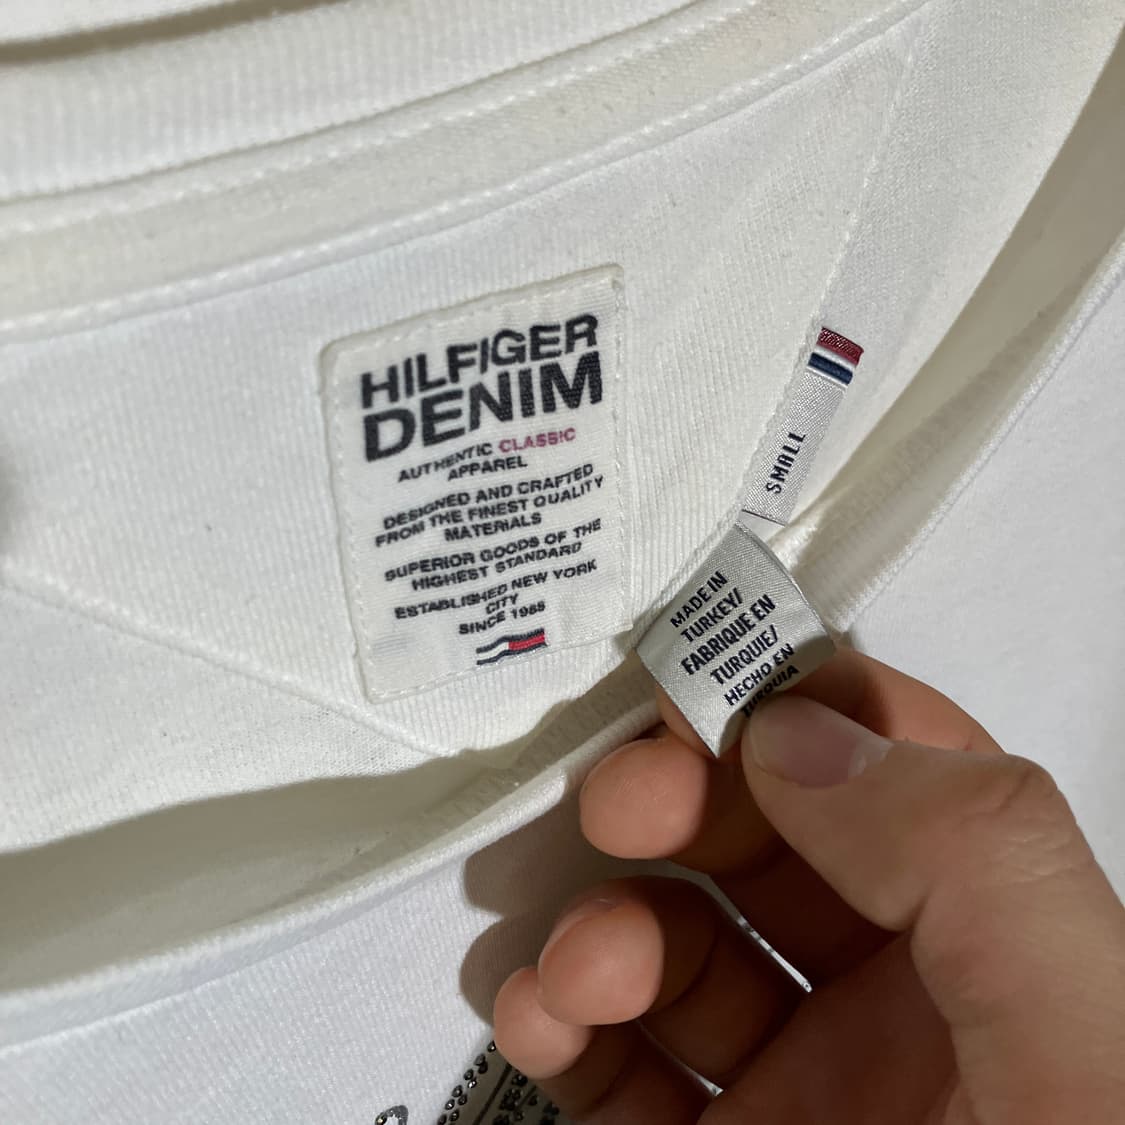 HILFIGER
DENIM
AUTHENTIC CLASSIC
APPAREL
DESIGNED AND CRAFTED
FROM THE FINEST QUALITY
MATERIALS
SUPERIOR GOODS OF THE
HIGHEST STANDARD
ESTABLISHED NEW YORK
CITY
SINCE 1985
SMALL
MADE IN
TURKEY/
FABRIQUE EN
TURQUIE/
HECHO EN
TURQUIA